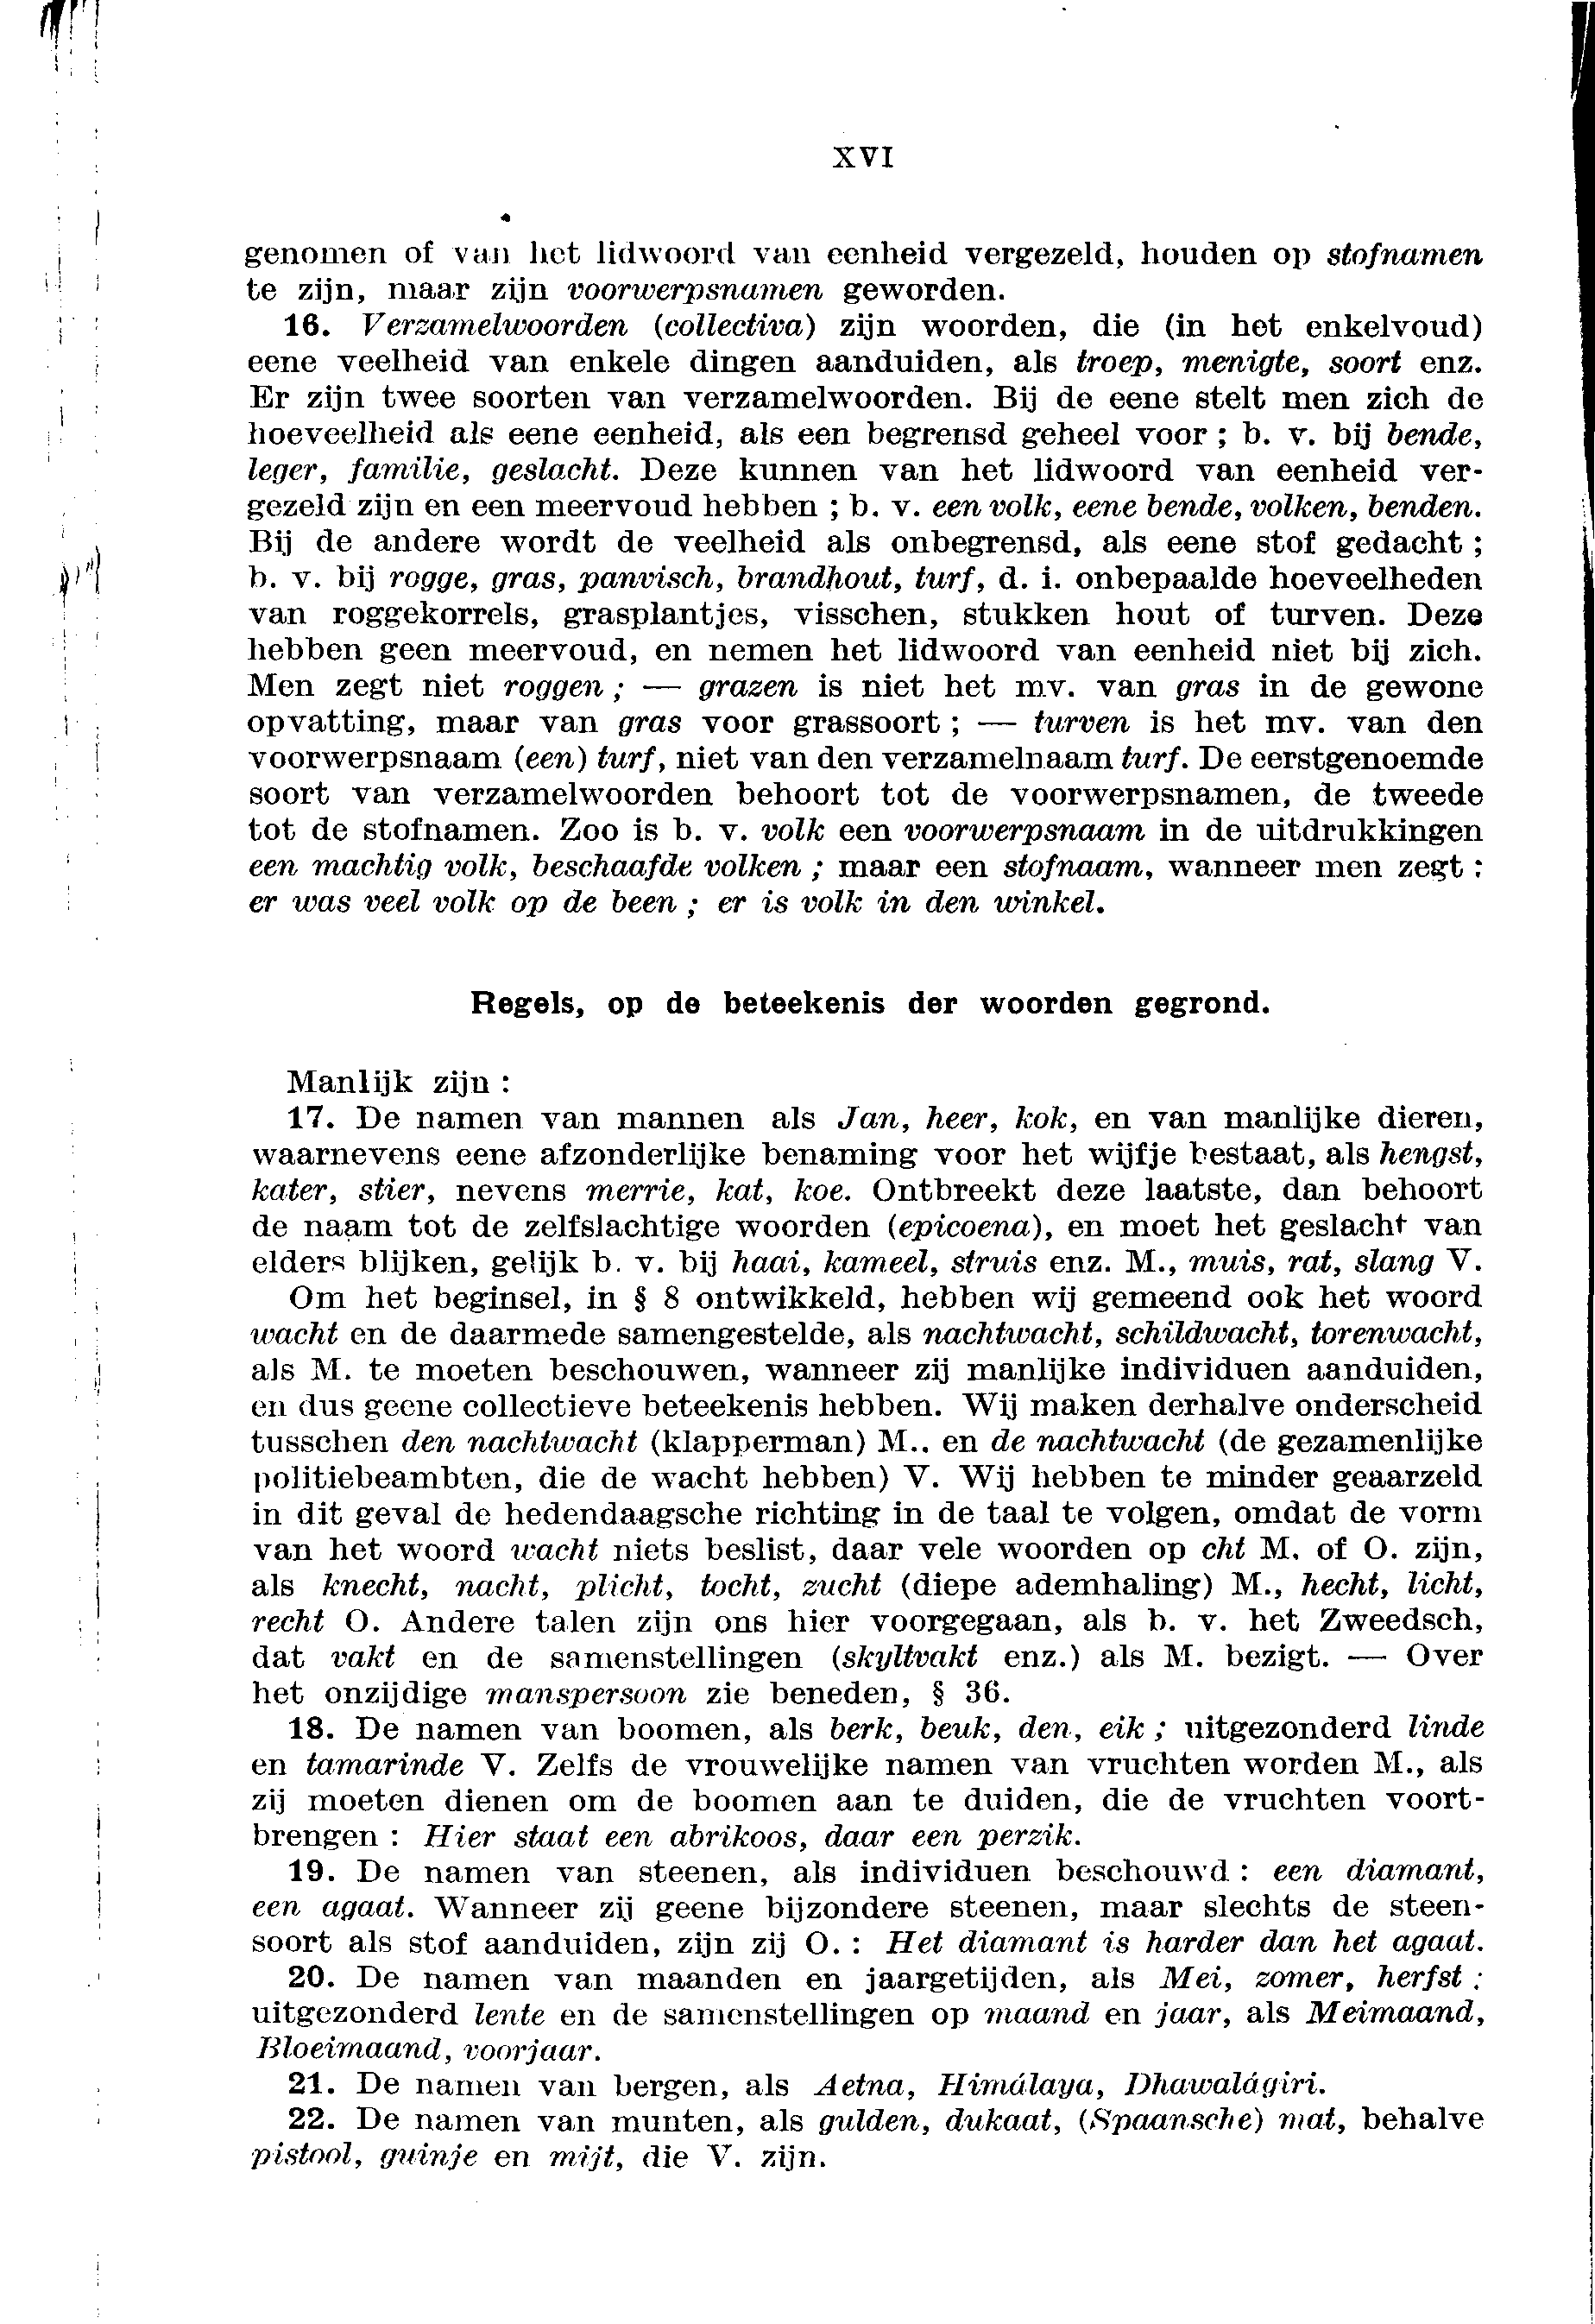 XVI
genomen of van het lidwoord van eenheid vergezeld, houden op stofnamen
te zijn, maar zijn voorwerpsnamen geworden.
16. Verzamelwoorden (collectiva) zijn woorden, die (in het enkelvoud)
eene veelheid van enkele dingen aanduiden, als troep, menigte, soort enz.
Er zijn twee soorten van verzamelwoorden. Bij de eene stelt men zich de
hoeveelheid als eene eenheid, als een begrensd geheel voor ; b. v. bij bende,
leger, familie, geslacht. Deze kunnen van het lidwoord van eenheid ver-
gezeld zijn en een meervoud hebben ; b. v. een volk, eene bende, volken, benden.
Bij de andere wordt de veelheid als onbegrensd, als eene stof gedacht ;
b. v. bij rogge, gras, panvisch, brandhout, turf, d. i. onbepaalde hoeveelheden
van roggekorrels, grasplantjes, visschen, stukken hout of turven. Deze
hebben geen meervoud, en nemen het lidwoord van eenheid niet bij zich.
Men zegt niet roggen ; — grazen is niet het mv. van gras in de gewone
opvatting, maar van gras voor grassoort ; — turven is het mv. van den
voorwerpsnaam (een) turf, niet van den verzamelnaam turf. De eerstgenoemde
soort van verzamelwoorden behoort tot de voorwerpsnamen, de tweede
tot de stofnamen. Zoo is b. v. volk een voorwerpsnaam in de uitdrukkingen
een machtig volk, beschaafde volken ; maar een stofnaam, wanneer men zegt :
er was veel volk op de been ; er is volk in den winkel.
Regels, op de beteekenis der woorden gegrond.
Manlijk zijn :
17. De namen van mannen als Jan, heer, kok, en van manlijke dieren,
waarnevens eene afzonderlijke benaming voor het wijfje bestaat, als hengst,
kater, stier, nevens merrie, kat, koe. Ontbreekt deze laatste, dan behoort
de naam tot de zelfslachtige woorden (epicoena), en moet het geslacht van
elders blijken, gelijk b. v. bij haai, kameel, struis enz. M., muis, rat, slang V.
Om het beginsel, in § 8 ontwikkeld, hebben wij gemeend ook het woord
wacht en de daarmede samengestelde, als nachtwacht, schildwacht, torenwacht,
als M. te moeten beschouwen, wanneer zij manlijke individuen aanduiden,
en dus geene collectieve beteekenis hebben. Wij maken derhalve onderscheid
tusschen den nachtwacht (klapperman) M., en de nachtwacht (de gezamenlijke
politiebeambten, die de wacht hebben) V. Wij hebben te minder geaarzeld
in dit geval de hedendaagsche richting in de taal te volgen, omdat de vorm
van het woord wacht niets beslist, daar vele woorden op cht M. of O. zijn,
als knecht, nacht, plicht, tocht, zucht (diepe ademhaling) M., hecht, licht,
recht O. Andere talen zijn ons hier voorgegaan, als b. v. het Zweedsch,
dat vakt en de samenstellingen (skyltvakt enz.) als M. bezigt. — Over
het onzijdige manspersoon zie beneden, § 36.
18. De namen van boomen, als berk, beuk, den, eik ; uitgezonderd linde
en tamarinde V. Zelfs de vrouwelijke namen van vruchten worden M., als
zij moeten dienen om de boomen aan te duiden, die de vruchten voort-
brengen : Hier staat een abrikoos, daar een perzik.
19. De namen van steenen, als individuen beschouwd : een diamant,
een agaat. Wanneer zij geene bijzondere steenen, maar slechts de steen-
soort als stof aanduiden, zijn zij O. : Het diamant is harder dan het agaat.
20. De namen van maanden en jaargetijden, als Mei, zomer, herfst ;
uitgezonderd lente en de samenstellingen op maand en jaar, als Meimaand,
Bloeimaand, voorjaar.
21. De namen van bergen, als Aetna, Himálaya, Dhawalágiri.
22. De namen van munten, als gulden, dukaat, (Spaansche) mat, behalve
pistool, guinje en mijt, die V. zijn.